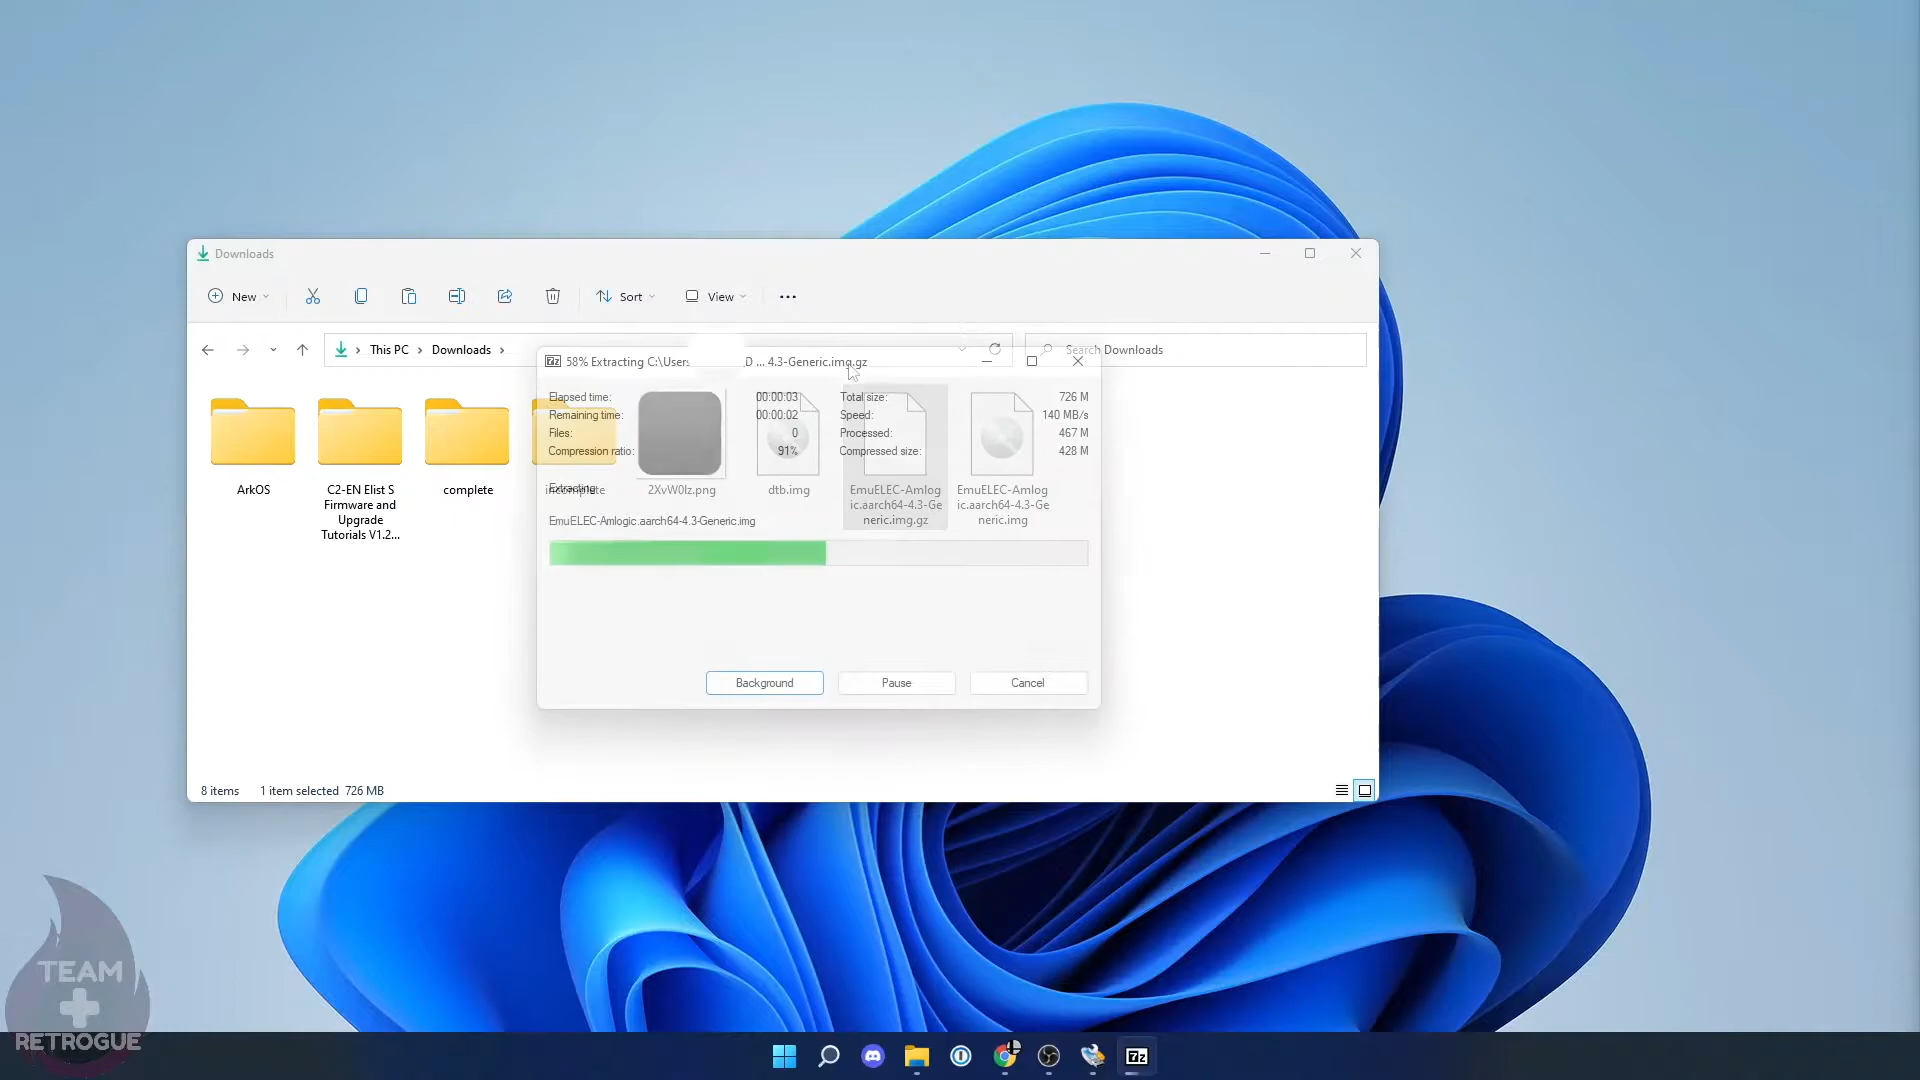 Downloads
New
Sort
View
This PC
Downloads
Search Downloads
7z 58% Extracting C:\Users
D ... 4.3-Generic.img.gz
Elapsed time: 00:00:03
Total size: 726 M
Remaining time: 00:00:02
Speed: 140 MB/s
Files: 0
Processed: 467 M
Compression ratio: 91%
Compressed size: 428 M
Extracting
EmuELEC-Amlogic.aarch64-4.3-Generic.img
Background
Pause
Cancel
ArkOS
C2-EN Elist S
Firmware and
Upgrade
Tutorials V1.2...
complete
incomplete
2XvW0lz.png
dtb.img
EmuELEC-Amlog
ic.aarch64-4.3-Ge
neric.img.gz
EmuELEC-Amlog
ic.aarch64-4.3-Ge
neric.img
8 items
1 item selected 726 MB
TEAM
RETROGUE
7z